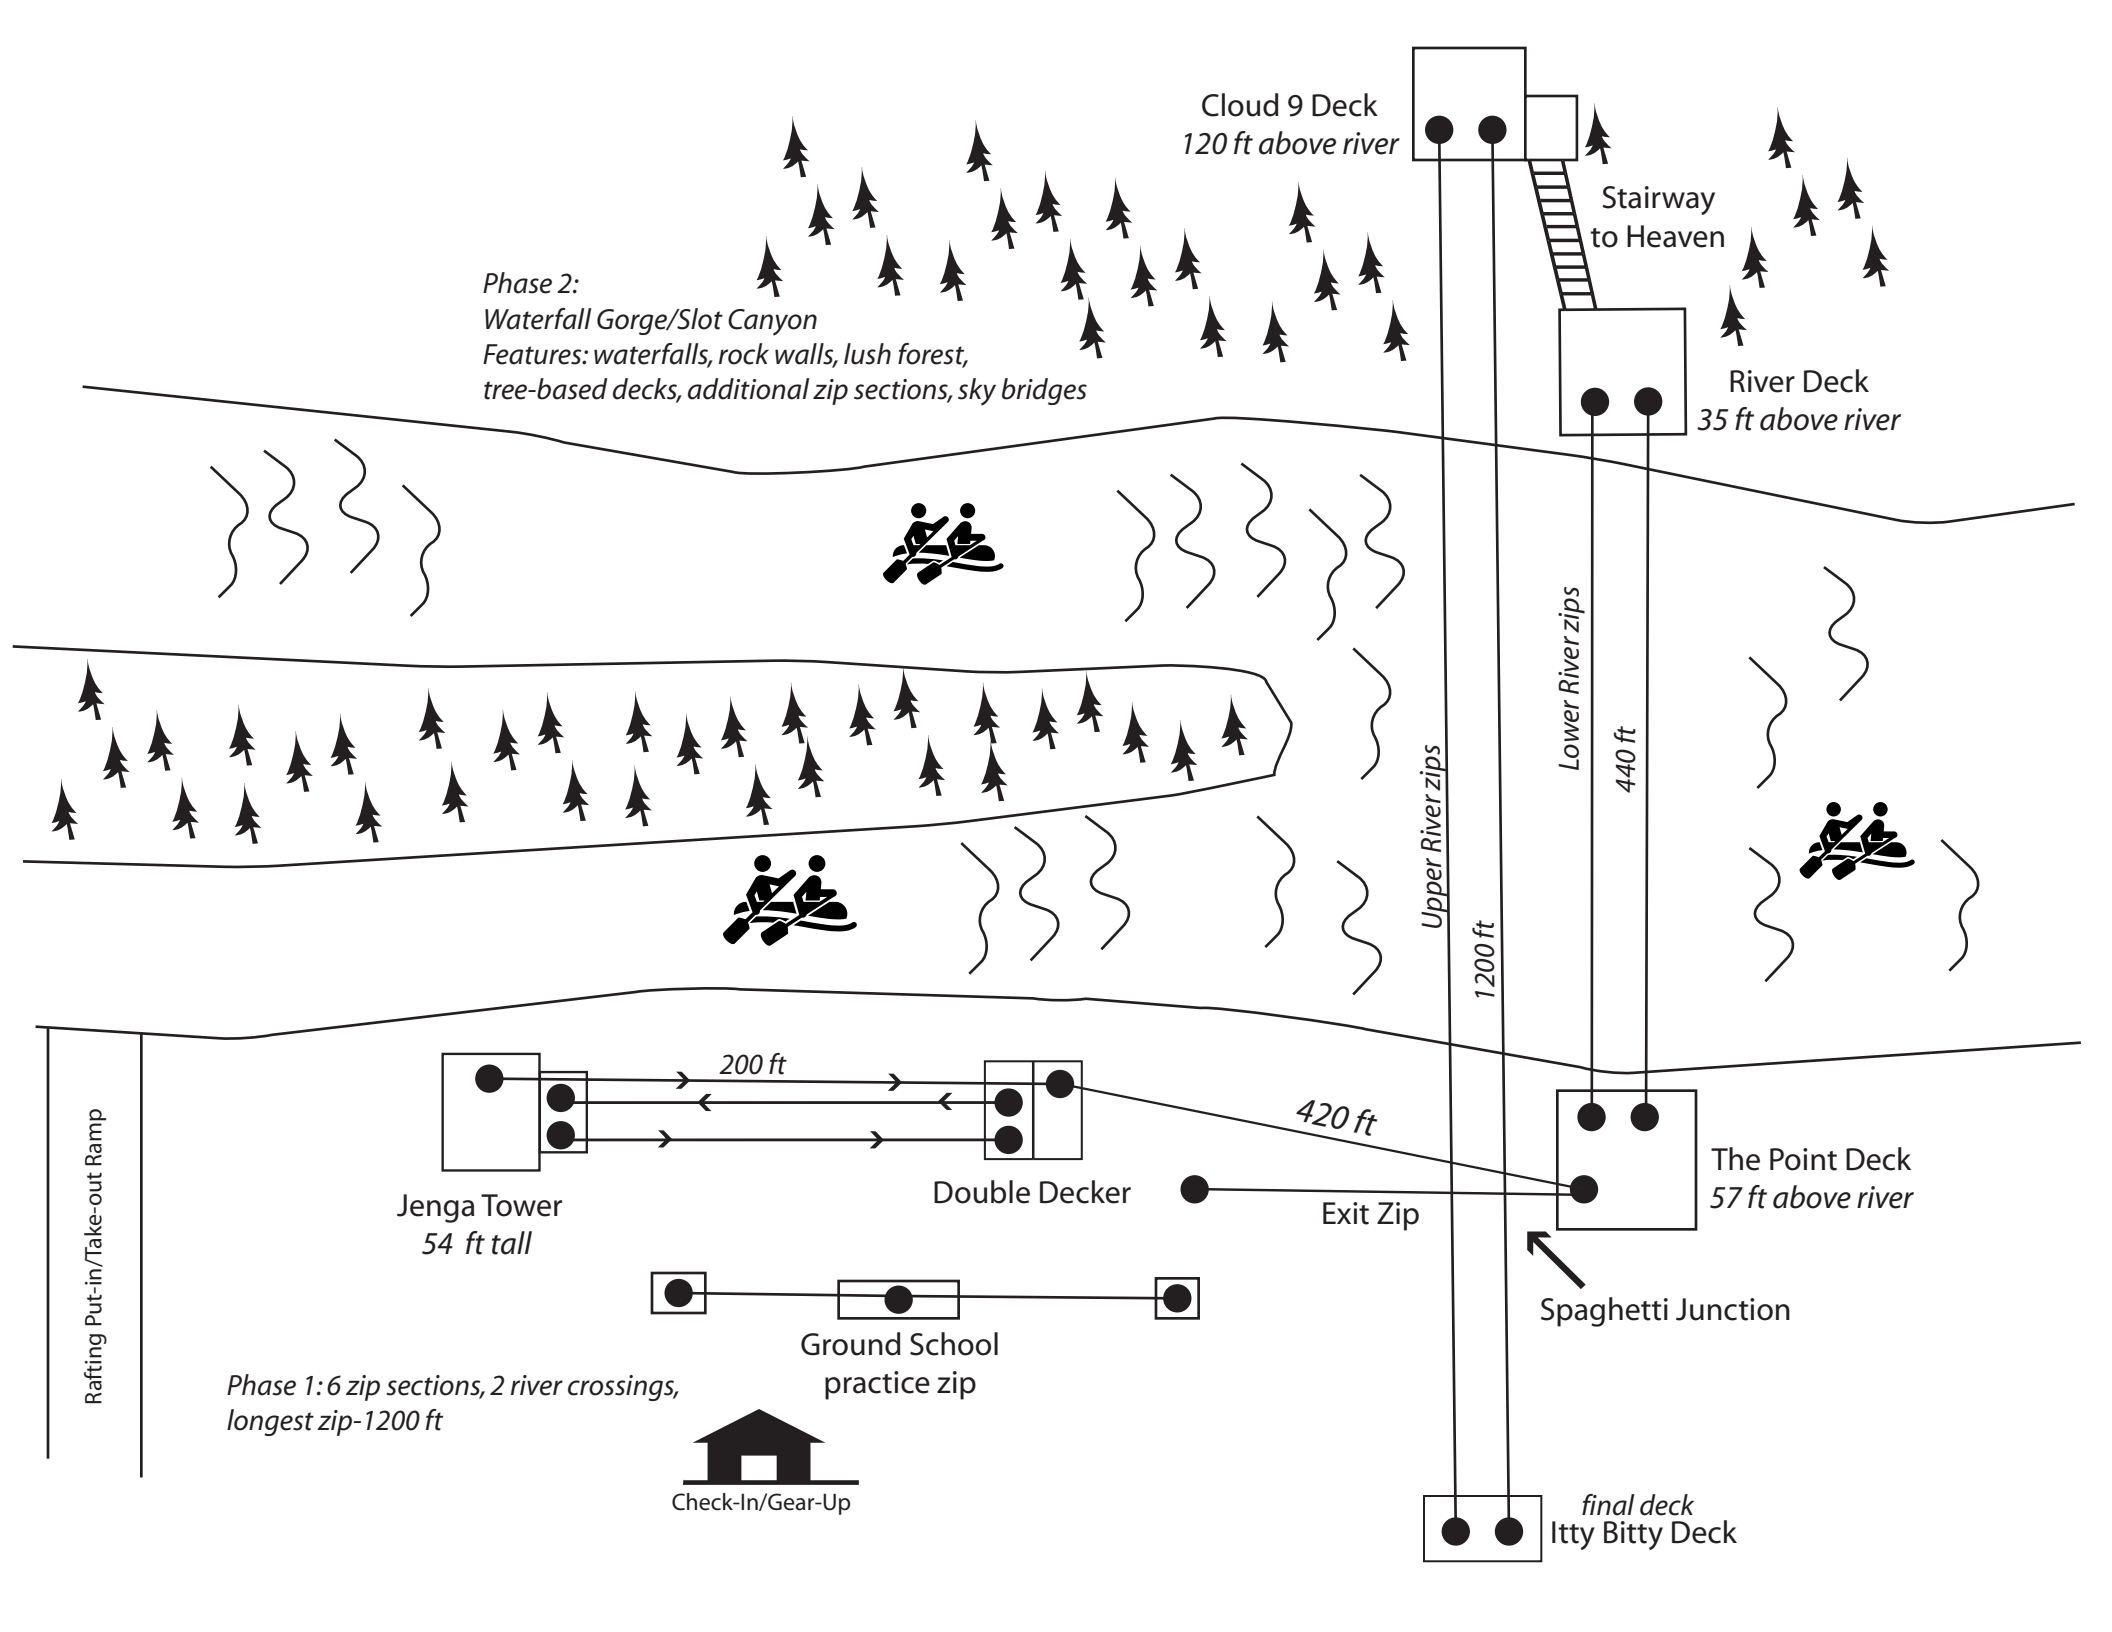 Cloud 9 Deck
120 ft above river
Stairway
to Heaven
Phase 2:
Waterfall Gorge/Slot Canyon
Features: waterfalls, rock walls, lush forest,
tree-based decks, additional zip sections, sky bridges
River Deck
35 ft above river
Lower River zips
440 ft
Upper River zips
1200 ft
200 ft
420 ft
Jenga Tower
54 ft tall
Double Decker
Exit Zip
The Point Deck
57 ft above river
Spaghetti Junction
Rafting Put-in/Take-out Ramp
Ground School
practice zip
Phase 1: 6 zip sections, 2 river crossings,
longest zip-1200 ft
Check-In/Gear-Up
final deck
Itty Bitty Deck